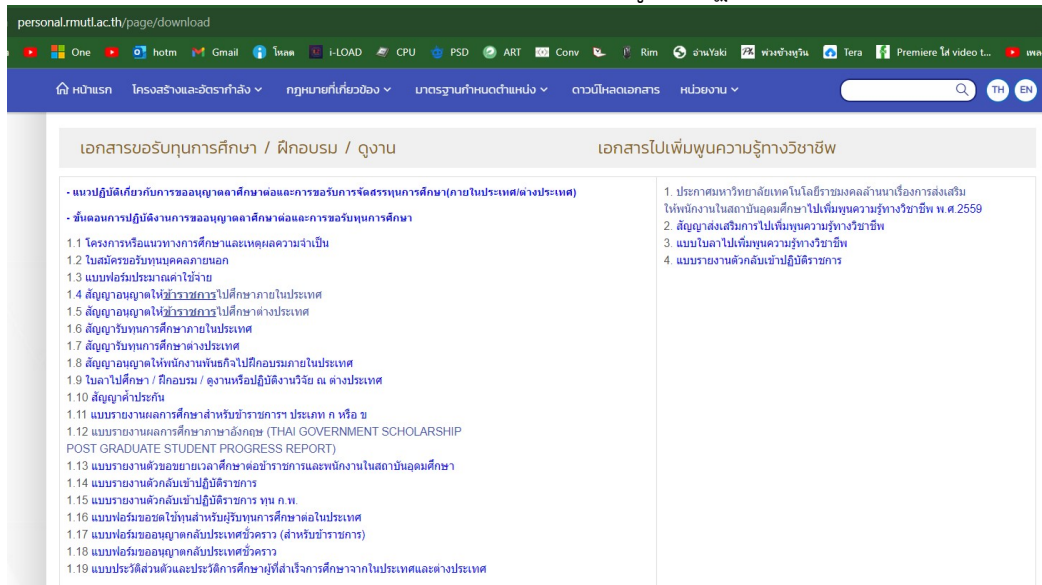 personal.rmutl.ac.th/page/download
One hotm Gmail โหลด i-LOAD CPU PSD ART Conv Rim อ่านYaki พ่วงช้างทูวิน Tera Premiere ใส่ video t... เพล
หน้าแรก โครงสร้างและอัตรากำลัง กฎหมายที่เกี่ยวข้อง มาตรฐานกำหนดตำแหน่ง ดาวน์โหลดเอกสาร หน่วยงาน TH EN
เอกสารขอรับทุนการศึกษา / ฝึกอบรม / ดูงาน
- แนวปฏิบัติเกี่ยวกับการขออนุญาตลาศึกษาต่อและการขอรับการจัดสรรทุนการศึกษา(ภายในประเทศ/ต่างประเทศ)
- ขั้นตอนการปฏิบัติงานการขออนุญาตลาศึกษาต่อและการขอรับทุนการศึกษา
1.1 โครงการหรือแนวทางการศึกษาและเหตุผลความจำเป็น
1.2 ใบสมัครขอรับทุนบุคคลภายนอก
1.3 แบบฟอร์มประมาณค่าใช้จ่าย
1.4 สัญญาอนุญาตให้ข้าราชการไปศึกษาภายในประเทศ
1.5 สัญญาอนุญาตให้ข้าราชการไปศึกษาต่างประเทศ
1.6 สัญญารับทุนการศึกษาภายในประเทศ
1.7 สัญญารับทุนการศึกษาต่างประเทศ
1.8 สัญญาอนุญาตให้พนักงานพันธกิจไปฝึกอบรมภายในประเทศ
1.9 ใบลาไปศึกษา / ฝึกอบรม / ดูงานหรือปฏิบัติงานวิจัย ณ ต่างประเทศ
1.10 สัญญาค้ำประกัน
1.11 แบบรายงานผลการศึกษาสำหรับข้าราชการฯ ประเภท ก หรือ ข
1.12 แบบรายงานผลการศึกษาภาษาอังกฤษ (THAI GOVERNMENT SCHOLARSHIP
POST GRADUATE STUDENT PROGRESS REPORT)
1.13 แบบรายงานตัวขอขยายเวลาศึกษาต่อข้าราชการและพนักงานในสถาบันอุดมศึกษา
1.14 แบบรายงานตัวกลับเข้าปฏิบัติราชการ
1.15 แบบรายงานตัวกลับเข้าปฏิบัติราชการ ทุน ก.พ.
1.16 แบบฟอร์มขอชดใช้ทุนสำหรับผู้รับทุนการศึกษาต่อในประเทศ
1.17 แบบฟอร์มขออนุญาตกลับประเทศชั่วคราว (สำหรับข้าราชการ)
1.18 แบบฟอร์มขออนุญาตกลับประเทศชั่วคราว
1.19 แบบประวัติส่วนตัวและประวัติการศึกษาผู้ที่สำเร็จการศึกษาจากในประเทศและต่างประเทศ
เอกสารไปเพิ่มพูนความรู้ทางวิชาชีพ
1. ประกาศมหาวิทยาลัยเทคโนโลยีราชมงคลล้านนาเรื่องการส่งเสริม
ให้พนักงานในสถาบันอุดมศึกษาไปเพิ่มพูนความรู้ทางวิชาชีพ พ.ศ.2559
2. สัญญาส่งเสริมการไปเพิ่มพูนความรู้ทางวิชาชีพ
3. แบบใบลาไปเพิ่มพูนความรู้ทางวิชาชีพ
4. แบบรายงานตัวกลับเข้าปฏิบัติราชการ